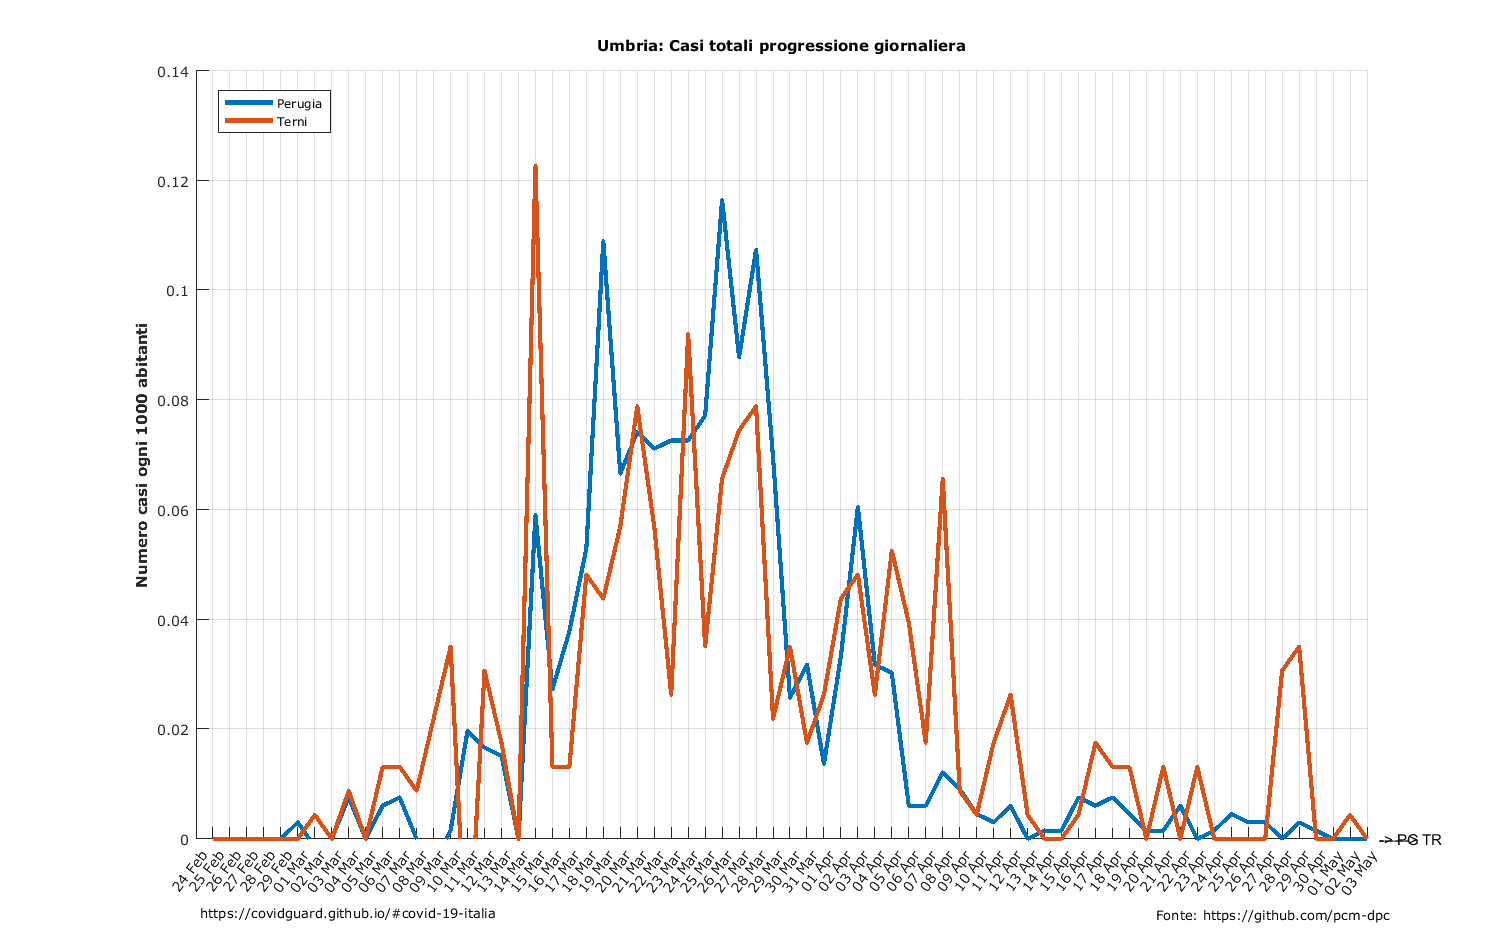 Umbria: Casi totali progressione giornaliera
0.14
0.12
0.1
0.08
0.06
0.04
0.02
0
Numero casi ogni 1000 abitanti
Perugia
Terni
24 Feb
25 Feb
26 Feb
27 Feb
28 Feb
29 Feb
01 Mar
02 Mar
03 Mar
04 Mar
05 Mar
06 Mar
07 Mar
08 Mar
09 Mar
10 Mar
11 Mar
12 Mar
13 Mar
14 Mar
15 Mar
16 Mar
17 Mar
18 Mar
19 Mar
20 Mar
21 Mar
22 Mar
23 Mar
24 Mar
25 Mar
26 Mar
27 Mar
28 Mar
29 Mar
30 Mar
31 Mar
01 Apr
02 Apr
03 Apr
04 Apr
05 Apr
06 Apr
07 Apr
08 Apr
09 Apr
10 Apr
11 Apr
12 Apr
13 Apr
14 Apr
15 Apr
16 Apr
17 Apr
18 Apr
19 Apr
20 Apr
21 Apr
22 Apr
23 Apr
24 Apr
25 Apr
26 Apr
27 Apr
28 Apr
29 Apr
30 Apr
01 May
02 May
03 May
-> PG TR
https://covidguard.github.io/#covid-19-italia
Fonte: https://github.com/pcm-dpc